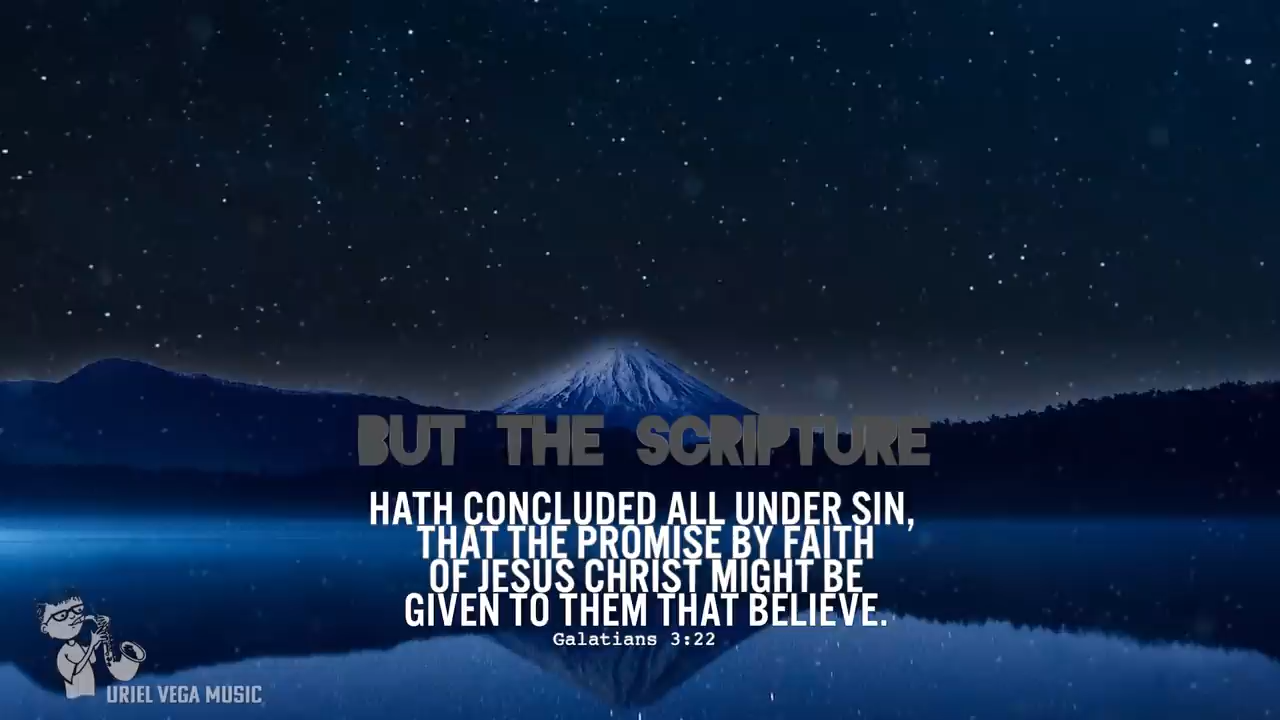 BUT THE SCRIPTURE
HATH CONCLUDED ALL UNDER SIN,
THAT THE PROMISE BY FAITH
OF JESUS CHRIST MIGHT BE
GIVEN TO THEM THAT BELIEVE.
Galatians 3:22
URIEL VEGA MUSIC